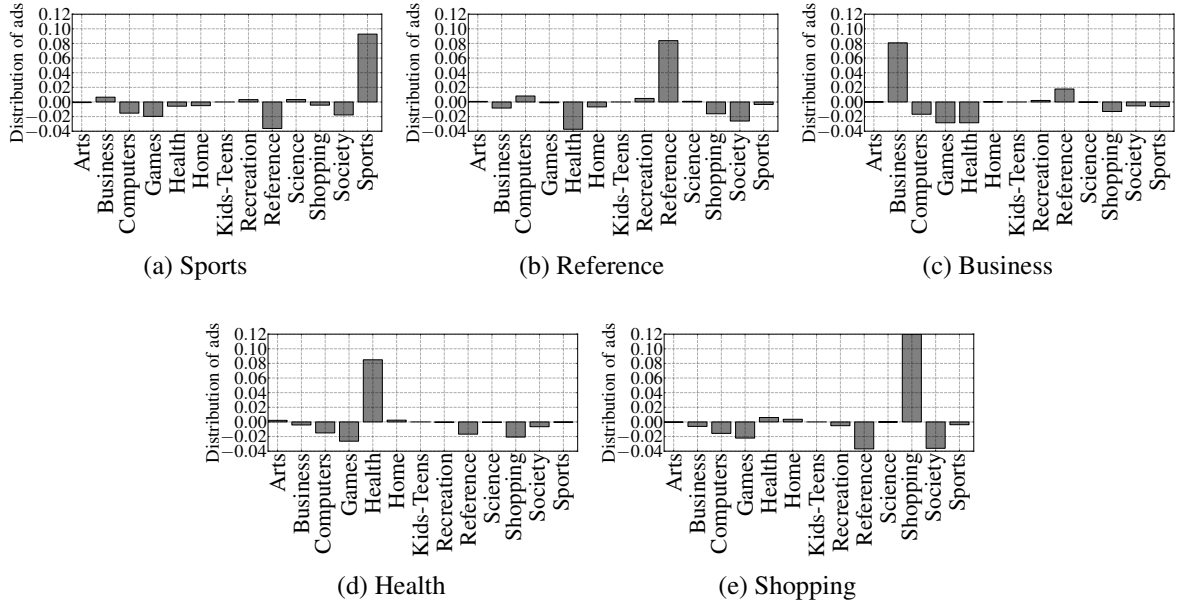 Distribution of ads
0.12
0.10
0.08
0.06
0.04
0.02
0.00
−0.02
−0.04
Arts
Business
Computers
Games
Health
Home
Kids-Teens
Recreation
Reference
Science
Shopping
Society
Sports
(a) Sports
Distribution of ads
0.12
0.10
0.08
0.06
0.04
0.02
0.00
−0.02
−0.04
Arts
Business
Computers
Games
Health
Home
Kids-Teens
Recreation
Reference
Science
Shopping
Society
Sports
(b) Reference
Distribution of ads
0.12
0.10
0.08
0.06
0.04
0.02
0.00
−0.02
−0.04
Arts
Business
Computers
Games
Health
Home
Kids-Teens
Recreation
Reference
Science
Shopping
Society
Sports
(c) Business
Distribution of ads
0.12
0.10
0.08
0.06
0.04
0.02
0.00
−0.02
−0.04
Arts
Business
Computers
Games
Health
Home
Kids-Teens
Recreation
Reference
Science
Shopping
Society
Sports
(d) Health
Distribution of ads
0.12
0.10
0.08
0.06
0.04
0.02
0.00
−0.02
−0.04
Arts
Business
Computers
Games
Health
Home
Kids-Teens
Recreation
Reference
Science
Shopping
Society
Sports
(e) Shopping